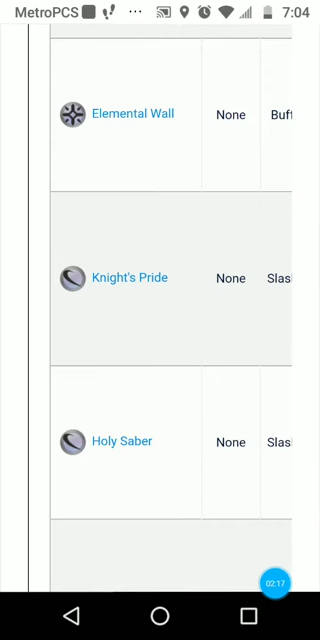 MetroPCS 7:04
Elemental Wall None Buff
Knight's Pride None Slas
Holy Saber None Slas
02:17